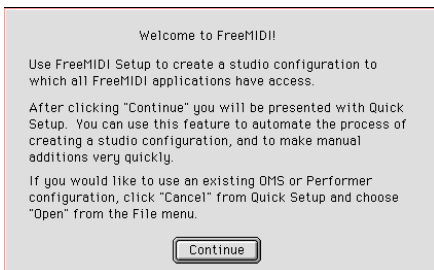 Welcome to FreeMIDI!
Use FreeMIDI Setup to create a studio configuration to
which all FreeMIDI applications have access.
After clicking "Continue" you will be presented with Quick
Setup.  You can use this feature to automate the process of
creating a studio configuration, and to make manual
additions very quickly.
If you would like to use an existing OMS or Performer
configuration, click "Cancel" from Quick Setup and choose
"Open" from the File menu.
Continue